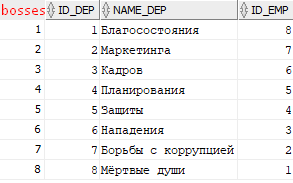 bosses ID_DEP NAME_DEP ID_EMP
1 1 Благосостояния 8
2 2 Маркетинга 7
3 3 Кадров 6
4 4 Планирования 5
5 5 Защиты 4
6 6 Нападения 3
7 7 Борьбы с коррупцией 2
8 8 Мёртвые души 1